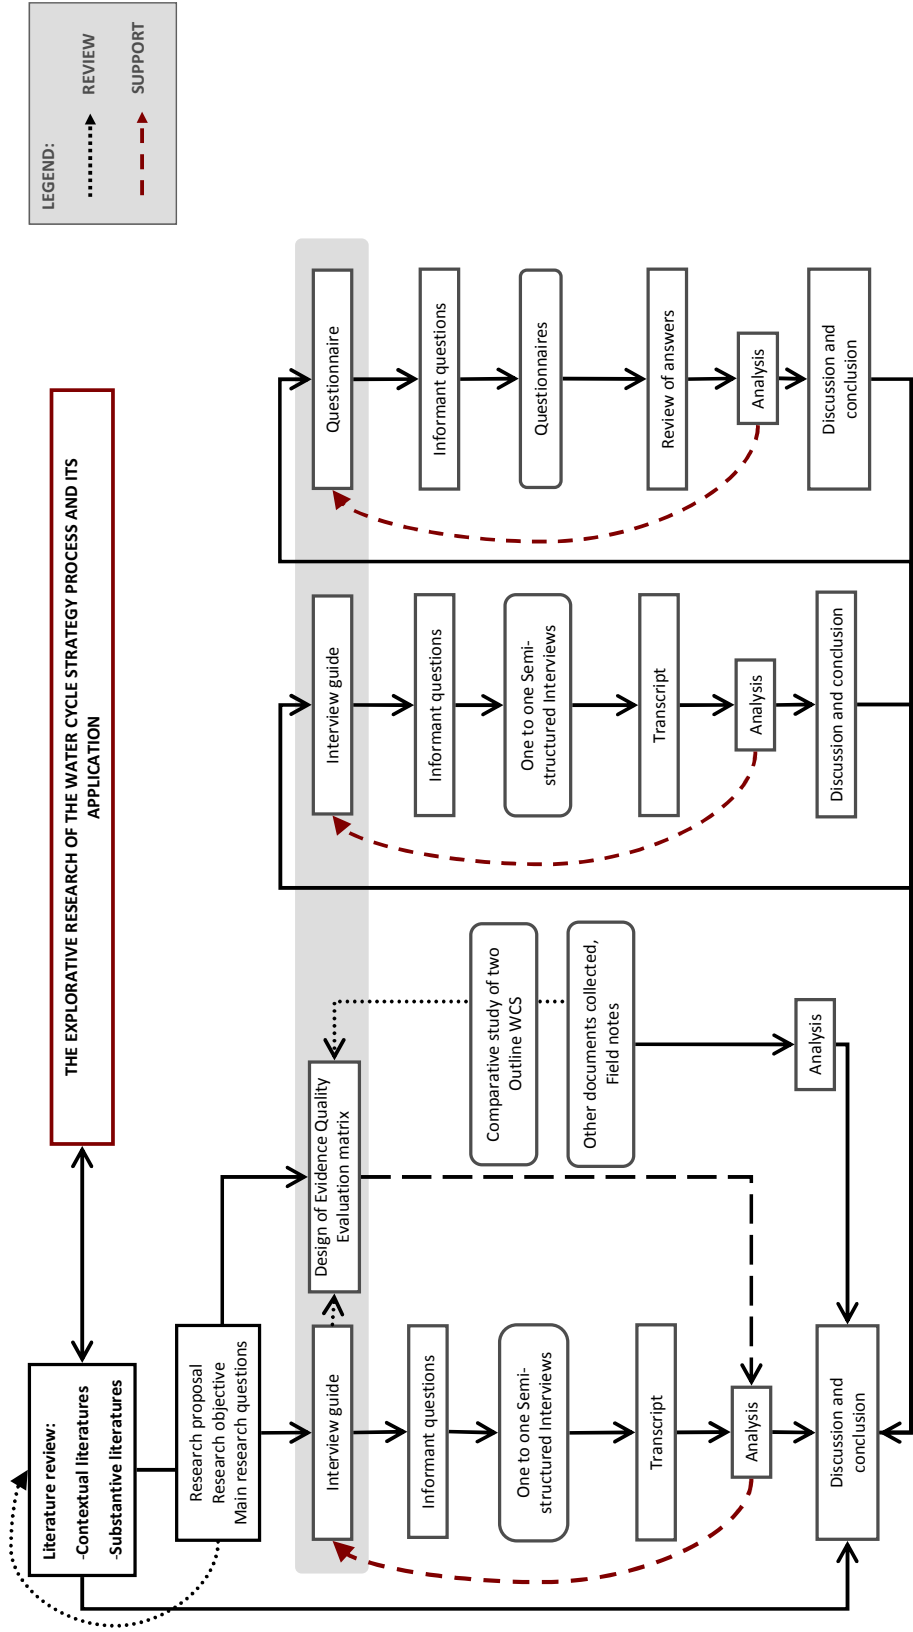 THE EXPLORATIVE RESEARCH OF THE WATER CYCLE STRATEGY PROCESS AND ITS
APPLICATION
LEGEND:
REVIEW
SUPPORT
Literature review:
-Contextual literatures
-Substantive literatures
Research proposal
Research objective
Main research questions
Interview guide
Informant questions
One to one Semi-
structured Interviews
Transcript
Analysis
Discussion and
conclusion
Design of Evidence Quality
Evaluation matrix
Comparative study of two
Outline WCS
Other documents collected,
Field notes
Analysis
Interview guide
Informant questions
One to one Semi-
structured Interviews
Transcript
Analysis
Discussion and conclusion
Questionnaire
Informant questions
Questionnaires
Review of answers
Analysis
Discussion and
conclusion